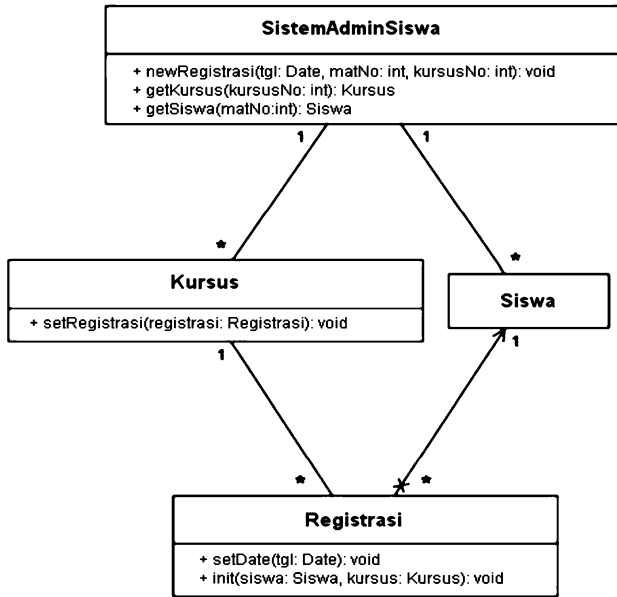 SistemAdminSiswa
+ newRegistrasi(tgl: Date, matNo: int, kursusNo: int): void
+ getKursus(kursusNo: int): Kursus
+ getSiswa(matNo:int): Siswa
1 1
* *
Kursus
+ setRegistrasi(registrasi: Registrasi): void
Siswa
1 1
* *
Registrasi
+ setDate(tgl: Date): void
+ init(siswa: Siswa, kursus: Kursus): void